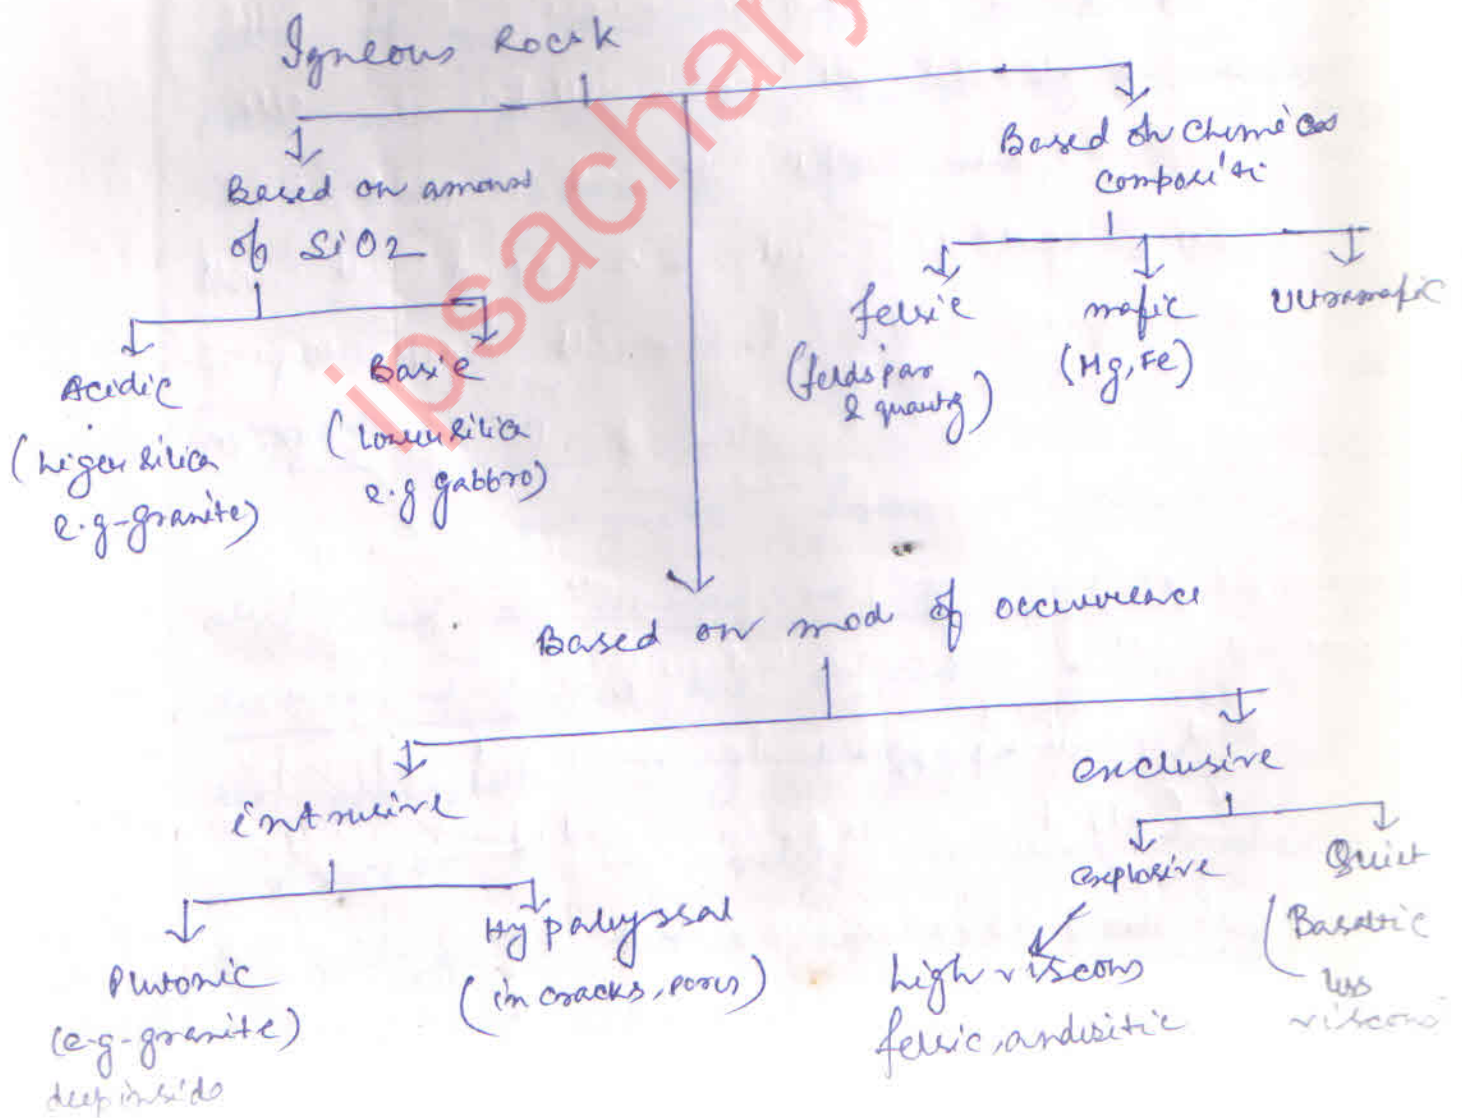 Igneous Rock
Based on amount
of SiO2
Acidic
(higer silica
e.g-granite)
Basic
(lower silica
e.g gabbro)
Based on chemical
compositi
felsic
(feldspar
& quartz)
mafic
(Mg, Fe)
Ultramafic
Based on mod of occurrence
intrusive
Plutonic
(e-g-granite)
deep inside
Hypabyssal
(in cracks, pores)
exclusive
explosive
high viscous
felsic, andesitic
Quiet
(Basaltic
less
viscous
ipsachary